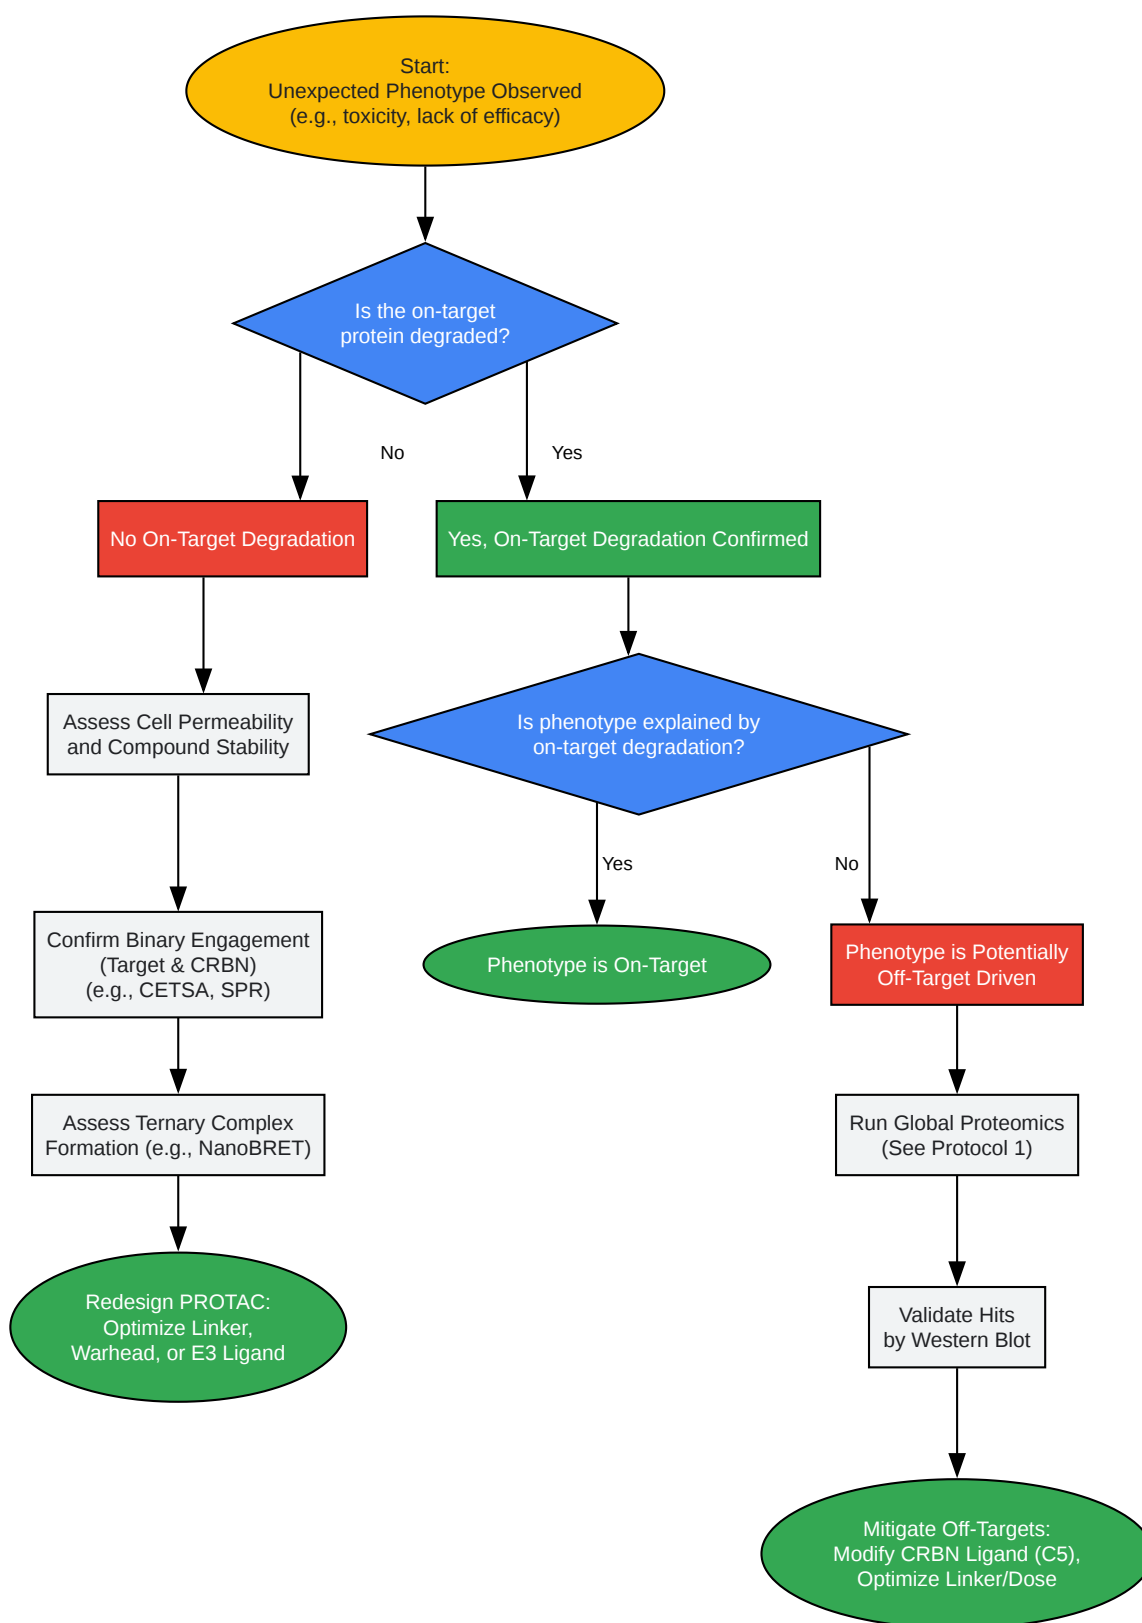 Start:
Unexpected Phenotype Observed
(e.g., toxicity, lack of efficacy)
Is the on-target
protein degraded?
No
Yes
No On-Target Degradation
Yes, On-Target Degradation Confirmed
Assess Cell Permeability
and Compound Stability
Is phenotype explained by
on-target degradation?
Yes
No
Confirm Binary Engagement
(Target & CRBN)
(e.g., CETSA, SPR)
Phenotype is On-Target
Phenotype is Potentially
Off-Target Driven
Assess Ternary Complex
Formation (e.g., NanoBRET)
Run Global Proteomics
(See Protocol 1)
Redesign PROTAC:
Optimize Linker,
Warhead, or E3 Ligand
Validate Hits
by Western Blot
Mitigate Off-Targets:
Modify CRBN Ligand (C5),
Optimize Linker/Dose